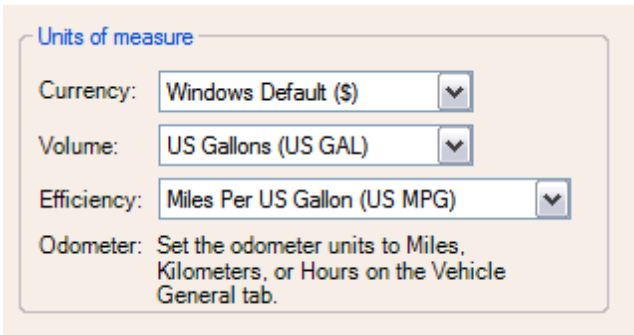 Units of measure
Currency: Windows Default ($)
Volume: US Gallons (US GAL)
Efficiency: Miles Per US Gallon (US MPG)
Odometer: Set the odometer units to Miles,
Kilometers, or Hours on the Vehicle
General tab.